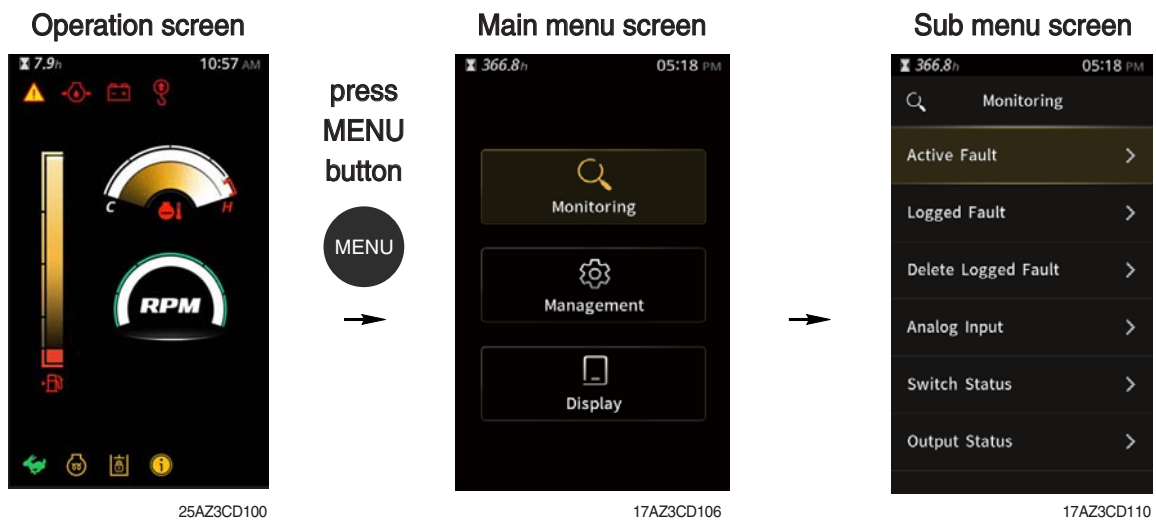 Operation screen
7.9h 10:57 AM
C H
RPM
25AZ3CD100
press
MENU
button
MENU
Main menu screen
366.8h 05:18 PM
Monitoring
Management
Display
17AZ3CD106
Sub menu screen
366.8h 05:18 PM
Monitoring
Active Fault
Logged Fault
Delete Logged Fault
Analog Input
Switch Status
Output Status
17AZ3CD110